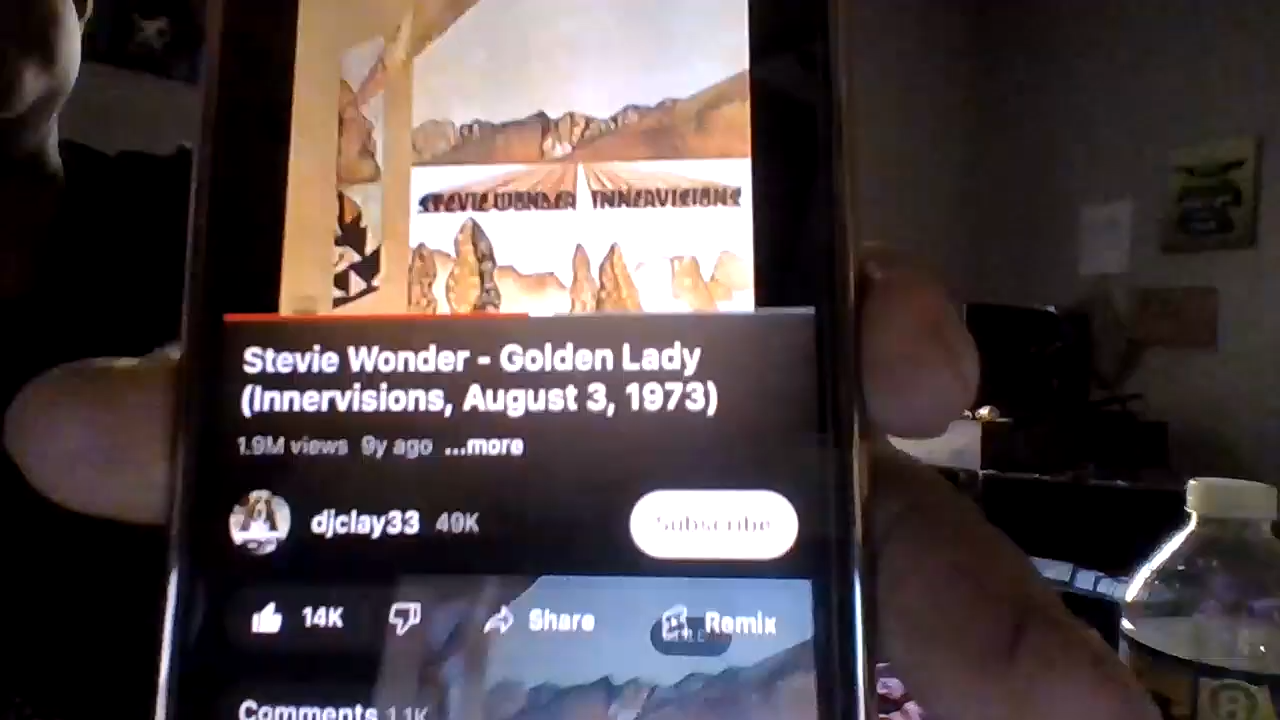 STEVIE WONDER INNERVISIONS
Stevie Wonder - Golden Lady
(Innervisions, August 3, 1973)
1.9M views 9y ago ...more
djclay33 40K Subscribe
14K Share Remix
Comments 1.1K